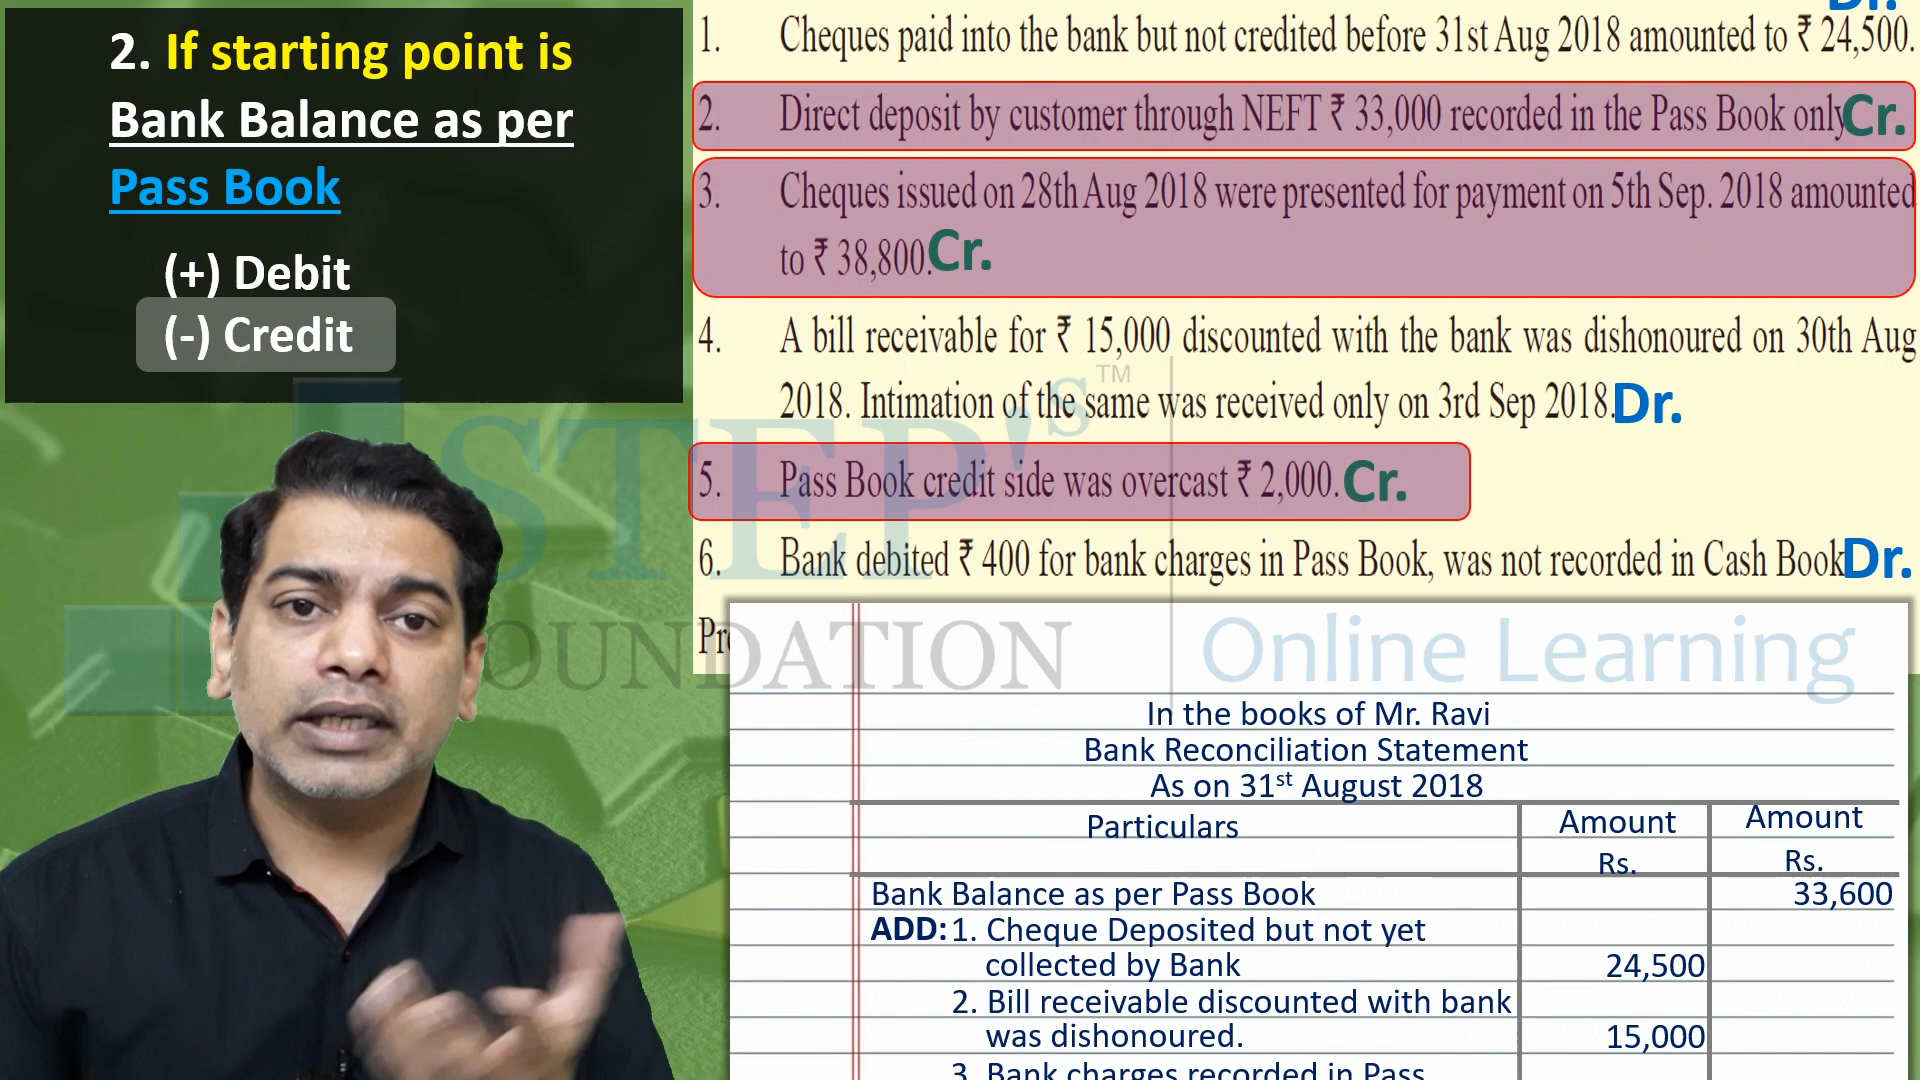 2. If starting point is
Bank Balance as per
Pass Book
(+) Debit
(-) Credit
Dr.
1. Cheques paid into the bank but not credited before 31st Aug 2018 amounted to ₹ 24,500.
2. Direct deposit by customer through NEFT ₹ 33,000 recorded in the Pass Book only Cr.
3. Cheques issued on 28th Aug 2018 were presented for payment on 5th Sep. 2018 amounted
to ₹ 38,800. Cr.
4. A bill receivable for ₹ 15,000 discounted with the bank was dishonoured on 30th Aug
2018. Intimation of the same was received only on 3rd Sep 2018. Dr.
5. Pass Book credit side was overcast ₹ 2,000. Cr.
6. Bank debited ₹ 400 for bank charges in Pass Book, was not recorded in Cash Book Dr.
STEP'S TM
FOUNDATION
Online Learning
In the books of Mr. Ravi
Bank Reconciliation Statement
As on 31st August 2018
Particulars Amount Rs. Amount Rs.
Bank Balance as per Pass Book 33,600
ADD: 1. Cheque Deposited but not yet
collected by Bank 24,500
2. Bill receivable discounted with bank
was dishonoured. 15,000
3. Bank charges recorded in Pass